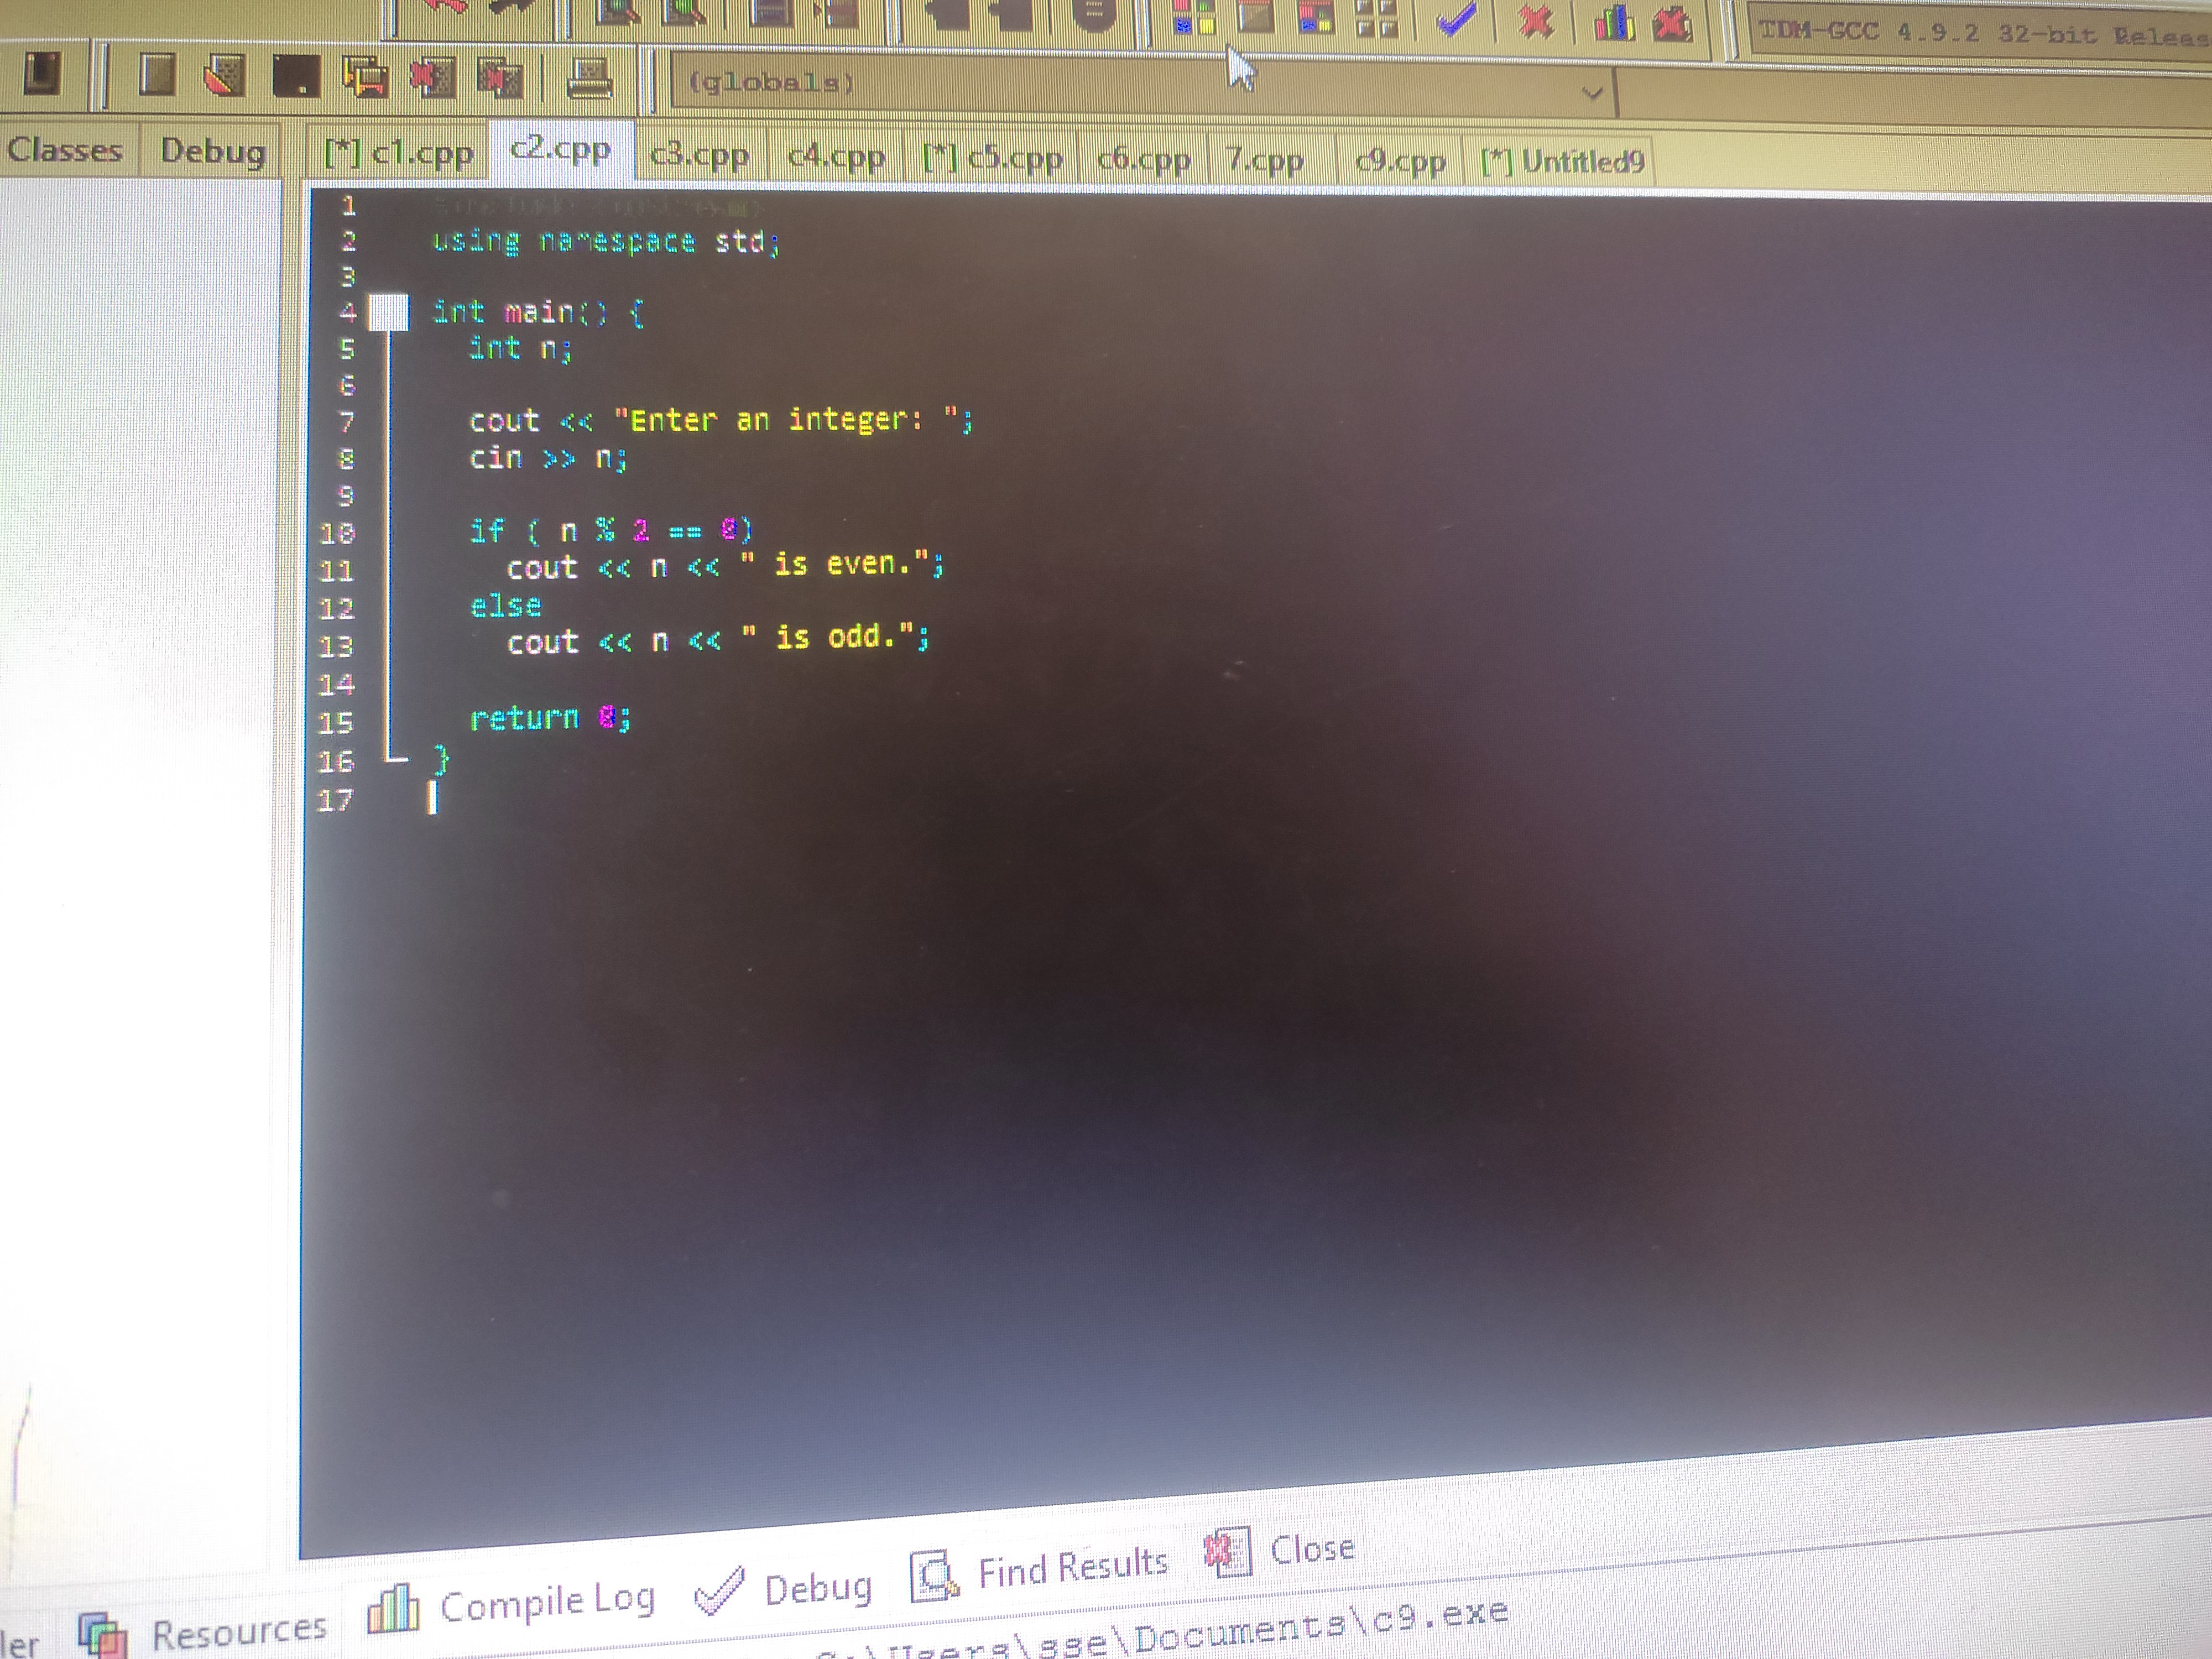 TDM-GCC 4.9.2 32-bit Releas
(globals)
Classes Debug [*] c1.cpp c2.cpp c3.cpp c4.cpp [*] c5.cpp c6.cpp 7.cpp c9.cpp [*] Untitled9
1
2 using namespace std;
3
4 int main() {
5 int n;
6
7 cout << "Enter an integer: ";
8 cin >> n;
9
10 if ( n % 2 == 0)
11 cout << n << " is even.";
12 else
13 cout << n << " is odd.";
14
15 return 0;
16 }
17
ler Resources Compile Log Debug Find Results Close
C:\Users\sse\Documents\c9.exe